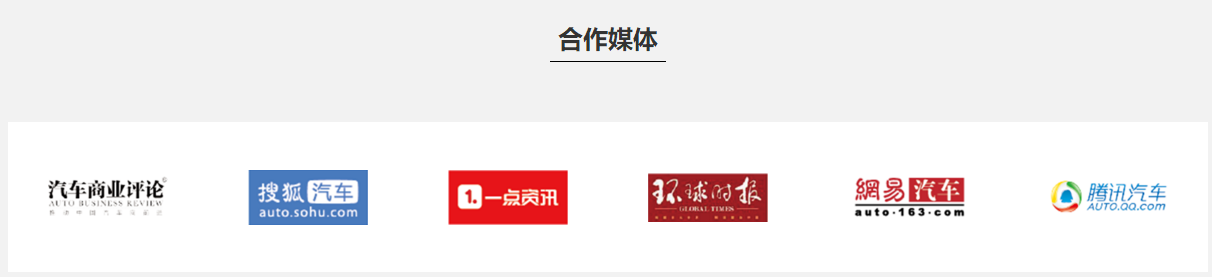 合作媒体
汽车商业评论
AUTO BUSINESS REVIEW
搜狐 汽车
auto.sohu.com
1. 一点资讯
环球时报
GLOBAL TIMES
網易 汽车
auto·163·com
腾讯汽车
AUTO.QQ.com